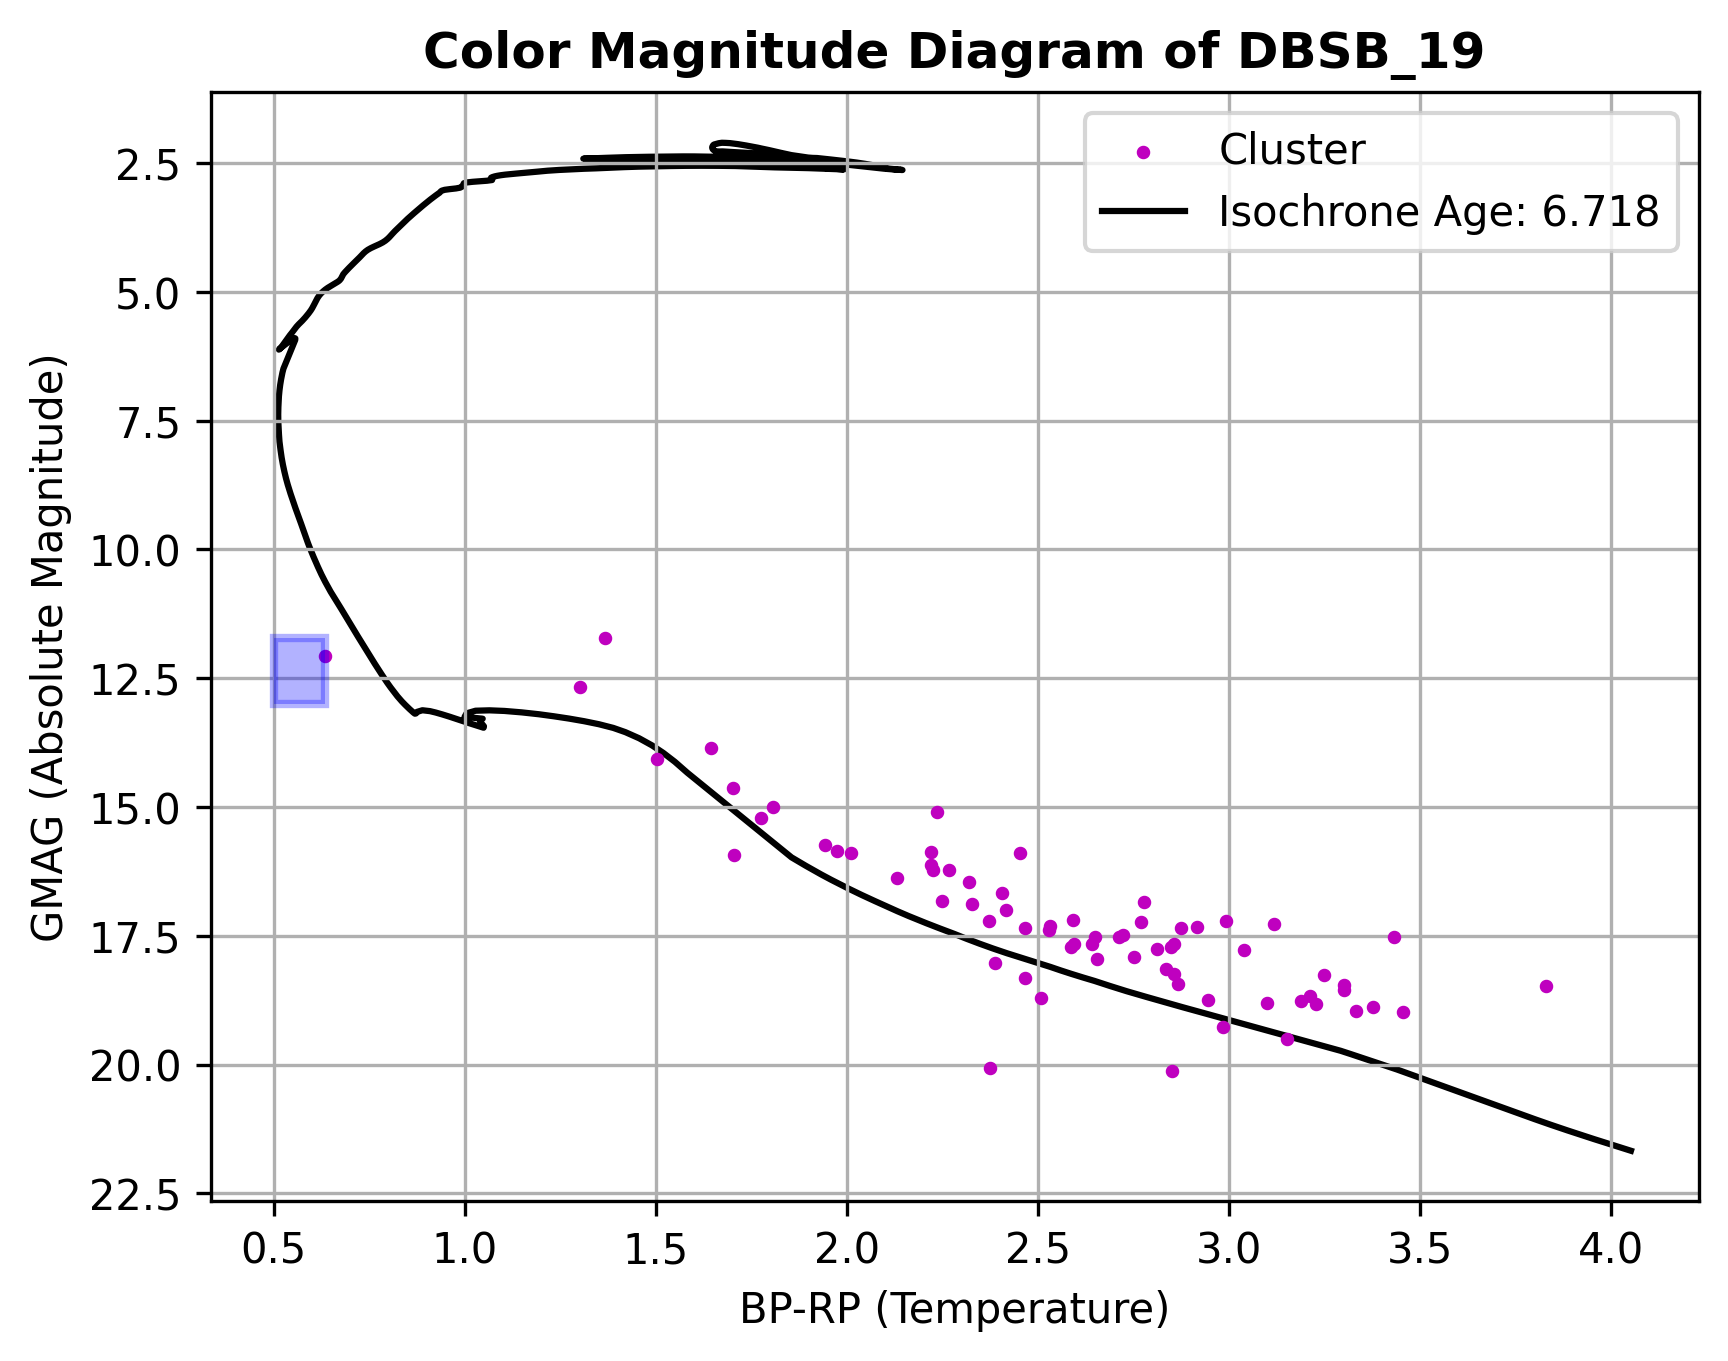 Color Magnitude Diagram of DBSB_19
Cluster
Isochrone Age: 6.718
GMAG (Absolute Magnitude)
2.5
5.0
7.5
10.0
12.5
15.0
17.5
20.0
22.5
0.5 1.0 1.5 2.0 2.5 3.0 3.5 4.0
BP-RP (Temperature)